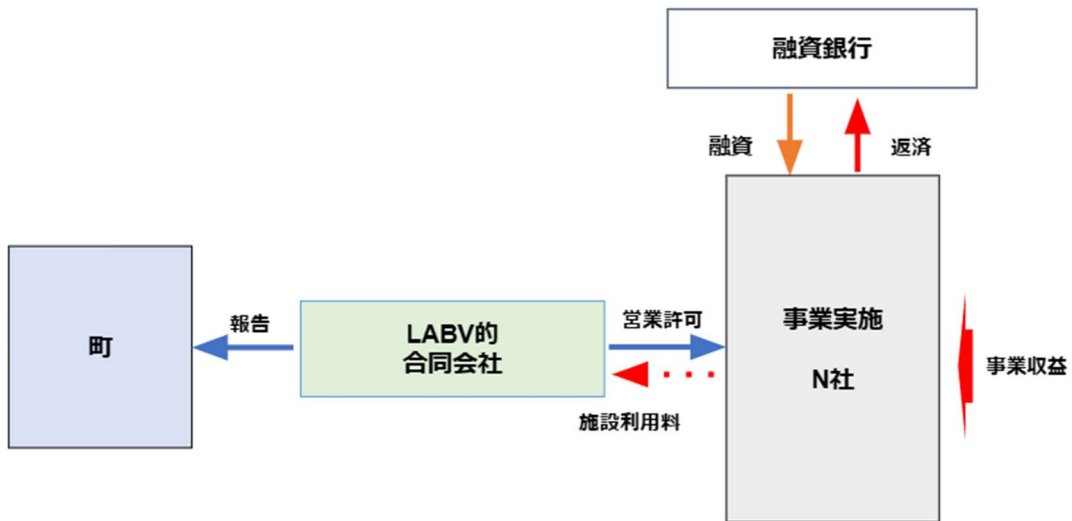 融資銀行
融資
返済
町
報告
LABV的
合同会社
営業許可
施設利用料
事業実施
N社
事業収益